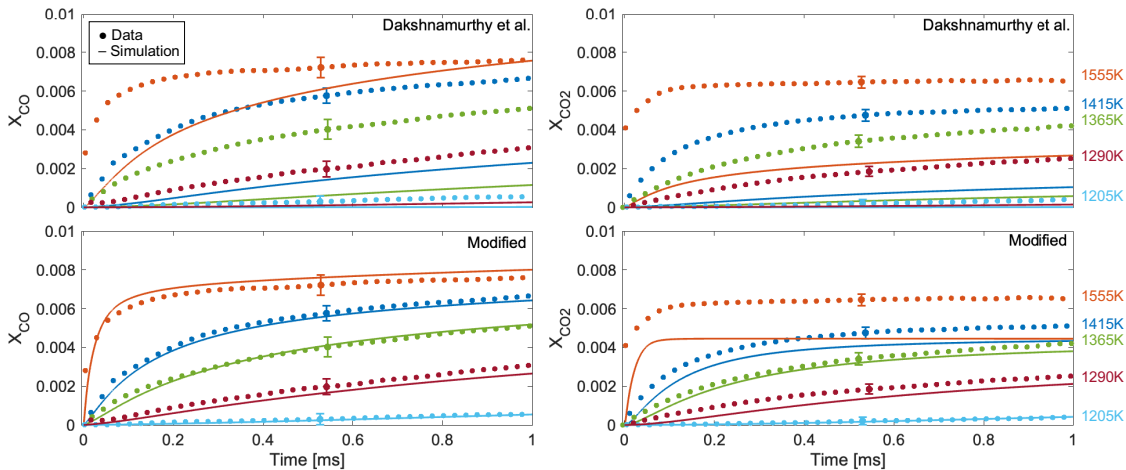 0.01
Dakshnamurthy et al.
Data
Simulation
0.008
0.006
0.004
0.002
0
X_CO
0.01
Dakshnamurthy et al.
0.008
0.006
0.004
0.002
0
X_CO2
1555K
1415K
1365K
1290K
1205K
0.01
Modified
0.008
0.006
0.004
0.002
0
X_CO
0 0.2 0.4 0.6 0.8 1
Time [ms]
0.01
Modified
0.008
0.006
0.004
0.002
0
X_CO2
1555K
1415K
1365K
1290K
1205K
0 0.2 0.4 0.6 0.8 1
Time [ms]